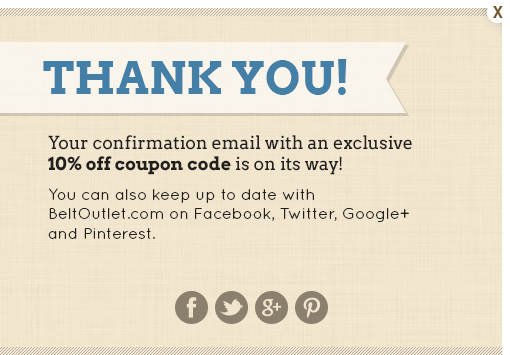 X
THANK YOU!
Your confirmation email with an exclusive
10% off coupon code is on its way!
You can also keep up to date with
BeltOutlet.com on Facebook, Twitter, Google+
and Pinterest.
f g+ p